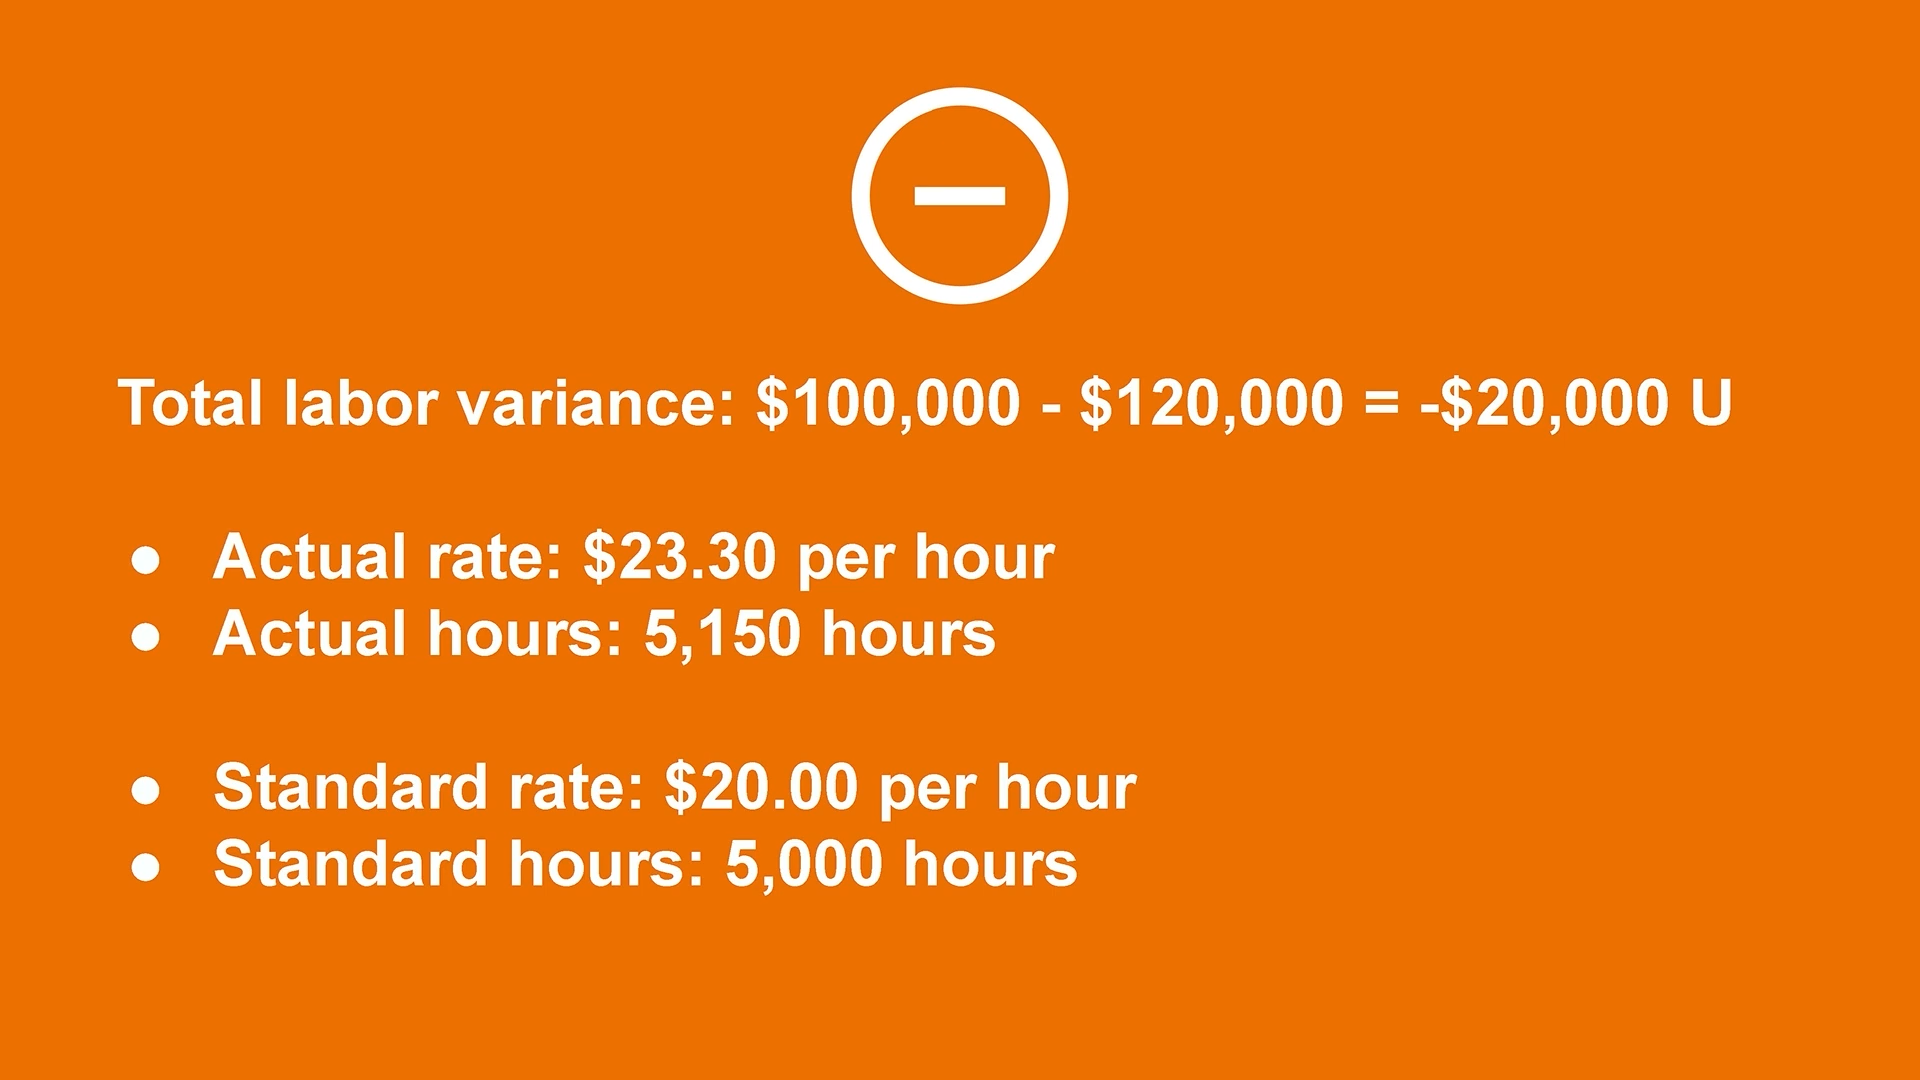 Total labor variance: $100,000 - $120,000 = -$20,000 U
● Actual rate: $23.30 per hour
● Actual hours: 5,150 hours
● Standard rate: $20.00 per hour
● Standard hours: 5,000 hours